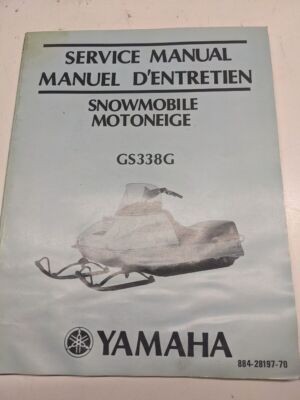 SERVICE MANUAL
MANUEL D'ENTRETIEN
SNOWMOBILE
MOTONEIGE
GS338G
YAMAHA
884-28197-70